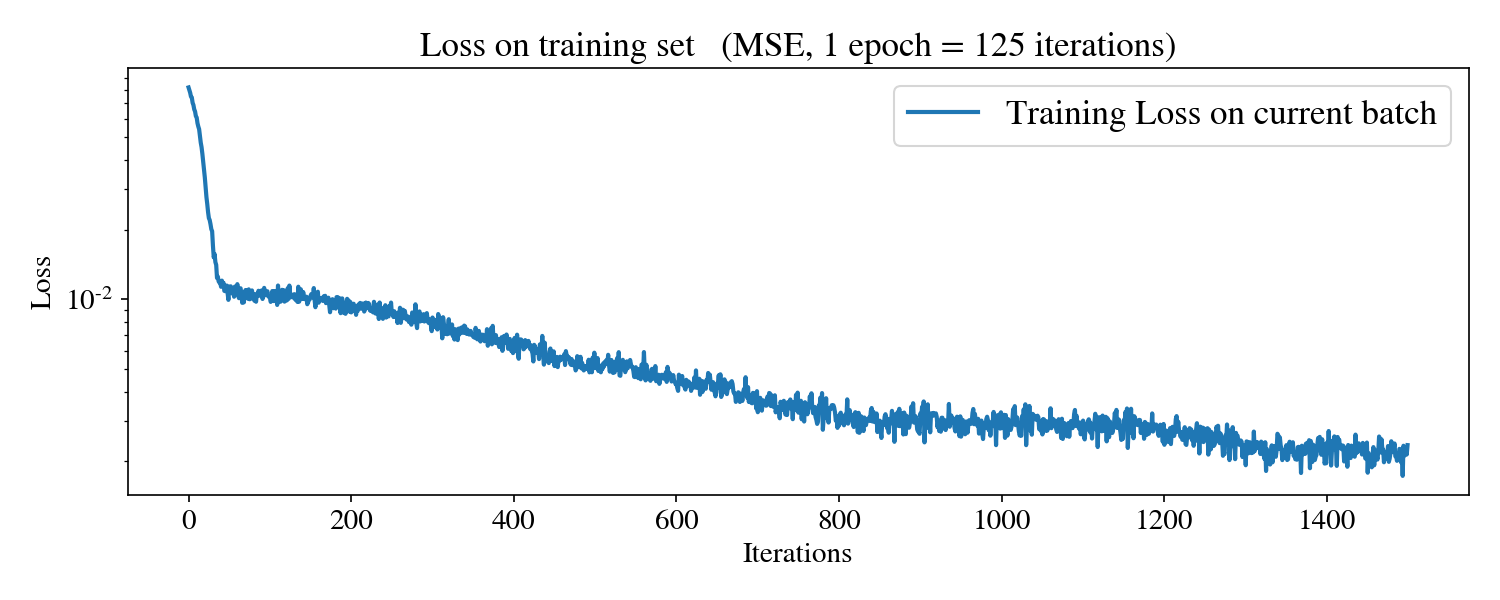 Loss on training set (MSE, 1 epoch = 125 iterations)
Training Loss on current batch
Loss
10^-2
0 200 400 600 800 1000 1200 1400
Iterations